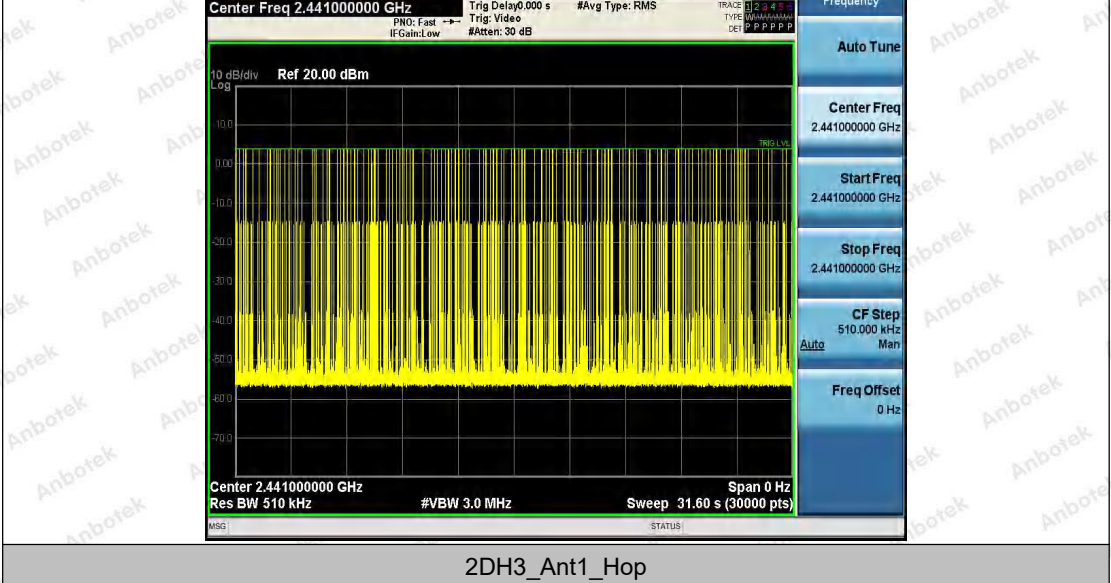 Center Freq 2.441000000 GHz
PNO: Fast
IFGain:Low
Trig Delay0.000 s
Trig: Video
#Atten: 30 dB
#Avg Type: RMS
TRACE 1 2 3 4 5 6
TYPE
DET P P P P P P
10 dB/div
Log
Ref 20.00 dBm
10.0
TRIG LVL
0.00
-10.0
-20.0
-30.0
-40.0
-50.0
-60.0
-70.0
Center 2.441000000 GHz
Span 0 Hz
Res BW 510 kHz
#VBW 3.0 MHz
Sweep 31.60 s (30000 pts)
MSG
STATUS
Frequency
Auto Tune
Center Freq
2.441000000 GHz
Start Freq
2.441000000 GHz
Stop Freq
2.441000000 GHz
CF Step
510.000 kHz
Auto Man
Freq Offset
0 Hz
2DH3_Ant1_Hop
Anbotek